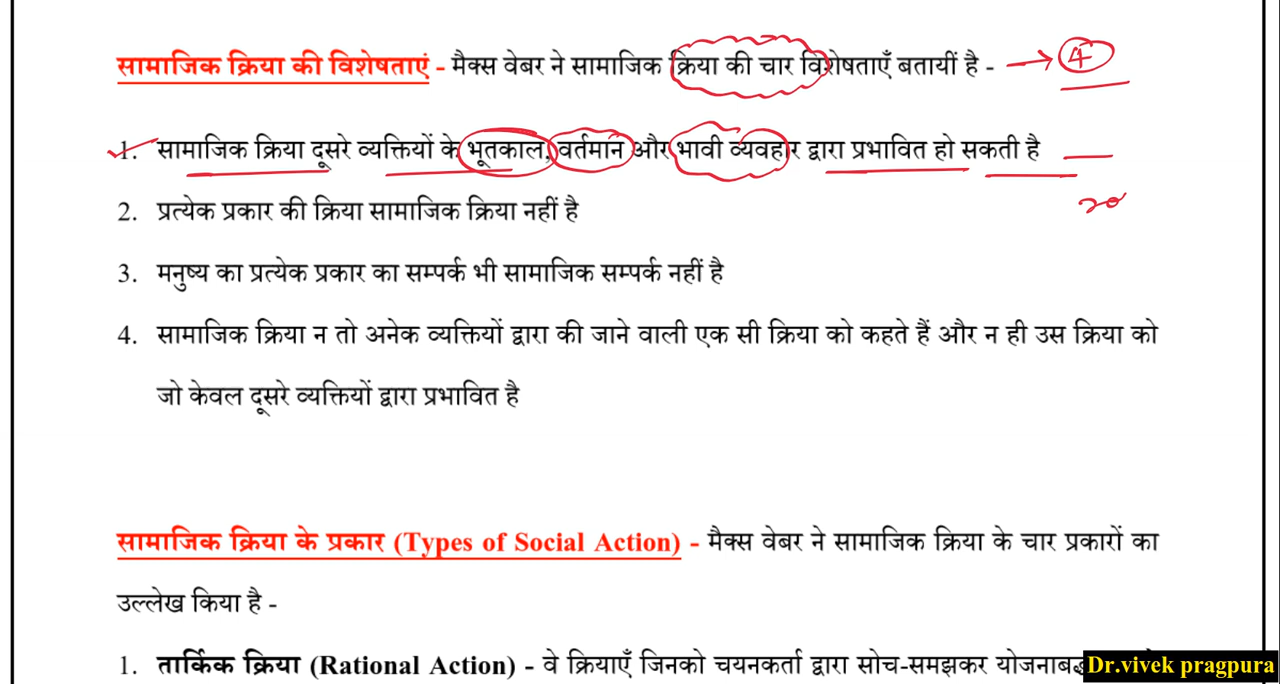 सामाजिक क्रिया की विशेषताएं - मैक्स वेबर ने सामाजिक क्रिया की चार विशेषताएँ बतायीं है - → 4
1. सामाजिक क्रिया दूसरे व्यक्तियों के भूतकाल, वर्तमान और भावी व्यवहार द्वारा प्रभावित हो सकती है
2. प्रत्येक प्रकार की क्रिया सामाजिक क्रिया नहीं है
3. मनुष्य का प्रत्येक प्रकार का सम्पर्क भी सामाजिक सम्पर्क नहीं है
4. सामाजिक क्रिया न तो अनेक व्यक्तियों द्वारा की जाने वाली एक सी क्रिया को कहते हैं और न ही उस क्रिया को
जो केवल दूसरे व्यक्तियों द्वारा प्रभावित है
सामाजिक क्रिया के प्रकार (Types of Social Action) - मैक्स वेबर ने सामाजिक क्रिया के चार प्रकारों का
उल्लेख किया है -
1. तार्किक क्रिया (Rational Action) - वे क्रियाएँ जिनको चयनकर्ता द्वारा सोच-समझकर
Dr.vivek pragpura